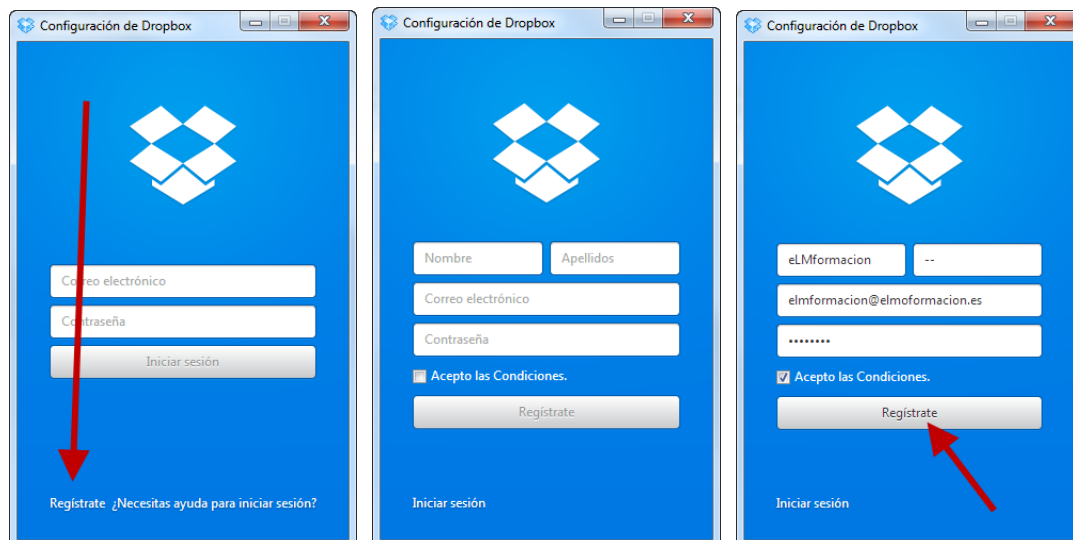 Configuración de Dropbox
Correo electrónico
Contraseña
Iniciar sesión
Regístrate ¿Necesitas ayuda para iniciar sesión?
Configuración de Dropbox
Nombre Apellidos
Correo electrónico
Contraseña
Acepto las Condiciones.
Regístrate
Iniciar sesión
Configuración de Dropbox
eLMformacion --
elmformacion@elmoformacion.es
••••••••
Acepto las Condiciones.
Regístrate
Iniciar sesión